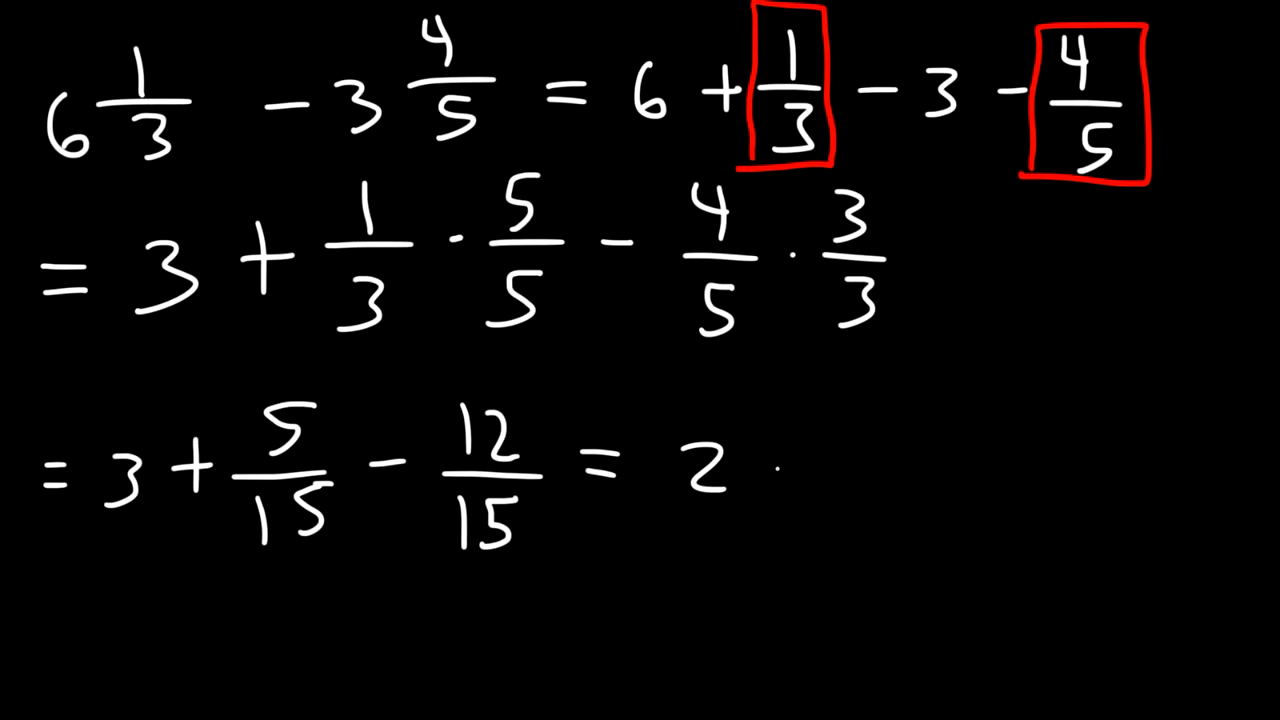 6 1/3 - 3 4/5 = 6 + 1/3 - 3 - 4/5
= 3 + 1/3 · 5/5 - 4/5 · 3/3
= 3 + 5/15 - 12/15 = 2 ·